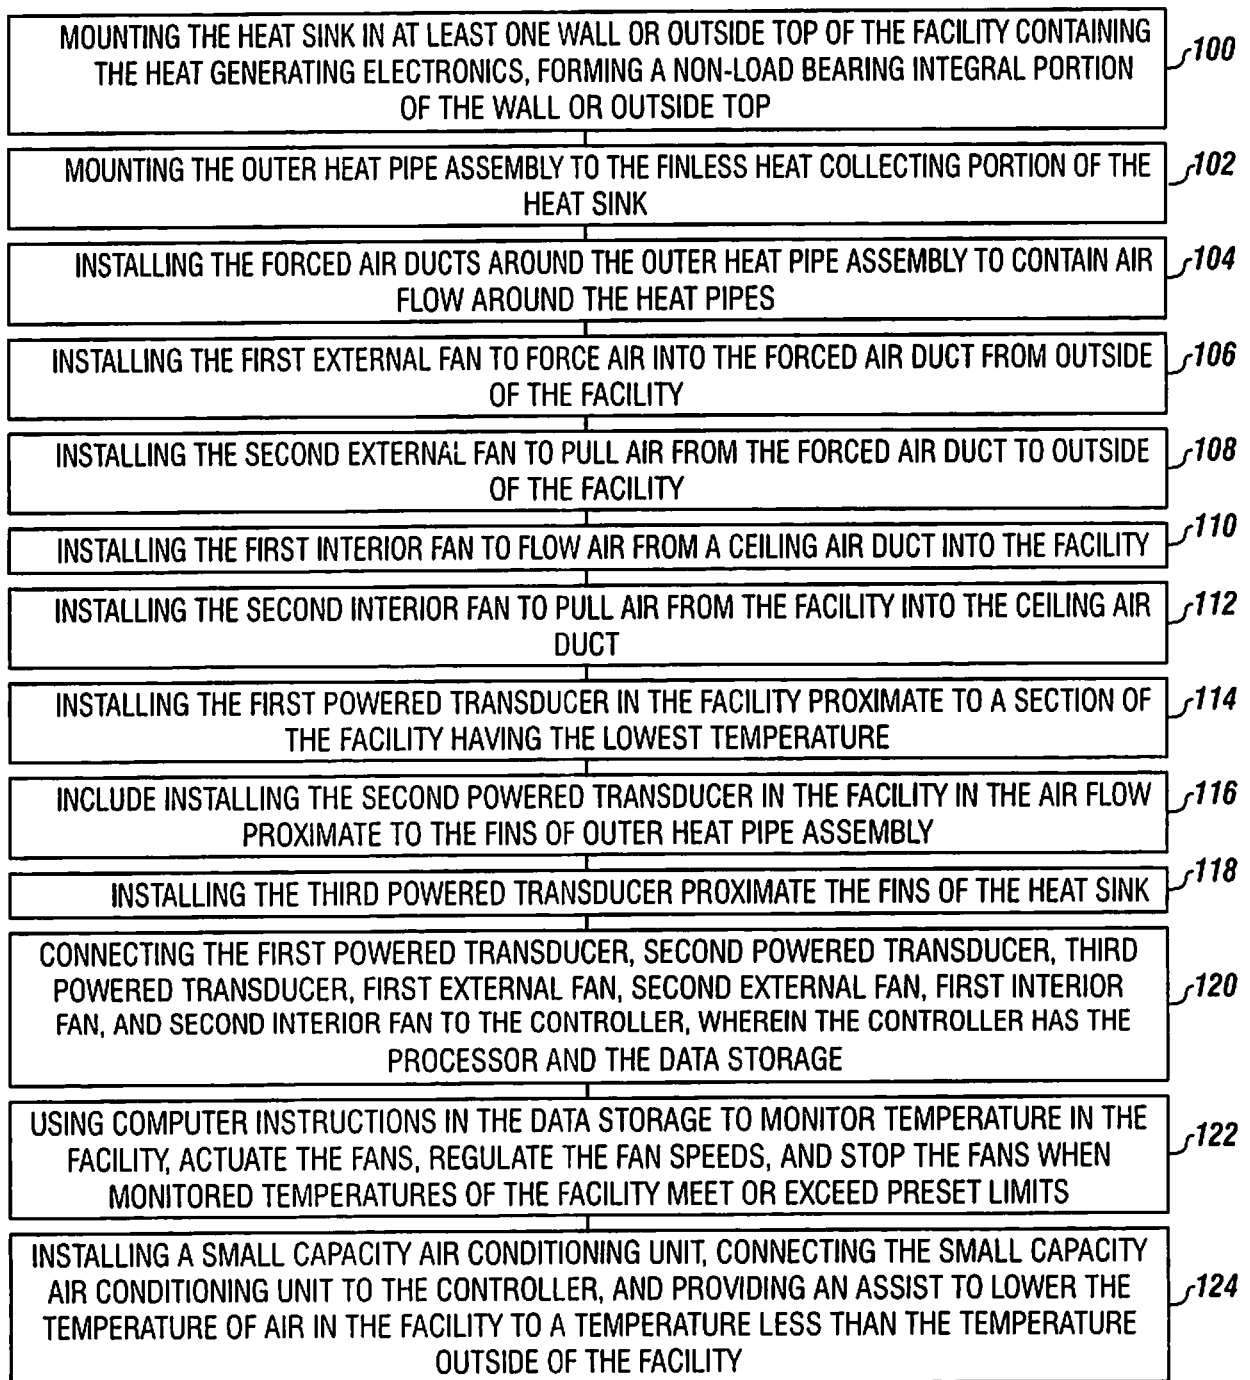 MOUNTING THE HEAT SINK IN AT LEAST ONE WALL OR OUTSIDE TOP OF THE FACILITY CONTAINING
THE HEAT GENERATING ELECTRONICS, FORMING A NON-LOAD BEARING INTEGRAL PORTION
OF THE WALL OR OUTSIDE TOP
100
MOUNTING THE OUTER HEAT PIPE ASSEMBLY TO THE FINLESS HEAT COLLECTING PORTION OF THE
HEAT SINK
102
INSTALLING THE FORCED AIR DUCTS AROUND THE OUTER HEAT PIPE ASSEMBLY TO CONTAIN AIR
FLOW AROUND THE HEAT PIPES
104
INSTALLING THE FIRST EXTERNAL FAN TO FORCE AIR INTO THE FORCED AIR DUCT FROM OUTSIDE
OF THE FACILITY
106
INSTALLING THE SECOND EXTERNAL FAN TO PULL AIR FROM THE FORCED AIR DUCT TO OUTSIDE
OF THE FACILITY
108
INSTALLING THE FIRST INTERIOR FAN TO FLOW AIR FROM A CEILING AIR DUCT INTO THE FACILITY
110
INSTALLING THE SECOND INTERIOR FAN TO PULL AIR FROM THE FACILITY INTO THE CEILING AIR
DUCT
112
INSTALLING THE FIRST POWERED TRANSDUCER IN THE FACILITY PROXIMATE TO A SECTION OF
THE FACILITY HAVING THE LOWEST TEMPERATURE
114
INCLUDE INSTALLING THE SECOND POWERED TRANSDUCER IN THE FACILITY IN THE AIR FLOW
PROXIMATE TO THE FINS OF OUTER HEAT PIPE ASSEMBLY
116
INSTALLING THE THIRD POWERED TRANSDUCER PROXIMATE THE FINS OF THE HEAT SINK
118
CONNECTING THE FIRST POWERED TRANSDUCER, SECOND POWERED TRANSDUCER, THIRD
POWERED TRANSDUCER, FIRST EXTERNAL FAN, SECOND EXTERNAL FAN, FIRST INTERIOR
FAN, AND SECOND INTERIOR FAN TO THE CONTROLLER, WHEREIN THE CONTROLLER HAS THE
PROCESSOR AND THE DATA STORAGE
120
USING COMPUTER INSTRUCTIONS IN THE DATA STORAGE TO MONITOR TEMPERATURE IN THE
FACILITY, ACTUATE THE FANS, REGULATE THE FAN SPEEDS, AND STOP THE FANS WHEN
MONITORED TEMPERATURES OF THE FACILITY MEET OR EXCEED PRESET LIMITS
122
INSTALLING A SMALL CAPACITY AIR CONDITIONING UNIT, CONNECTING THE SMALL CAPACITY
AIR CONDITIONING UNIT TO THE CONTROLLER, AND PROVIDING AN ASSIST TO LOWER THE
TEMPERATURE OF AIR IN THE FACILITY TO A TEMPERATURE LESS THAN THE TEMPERATURE
OUTSIDE OF THE FACILITY
124